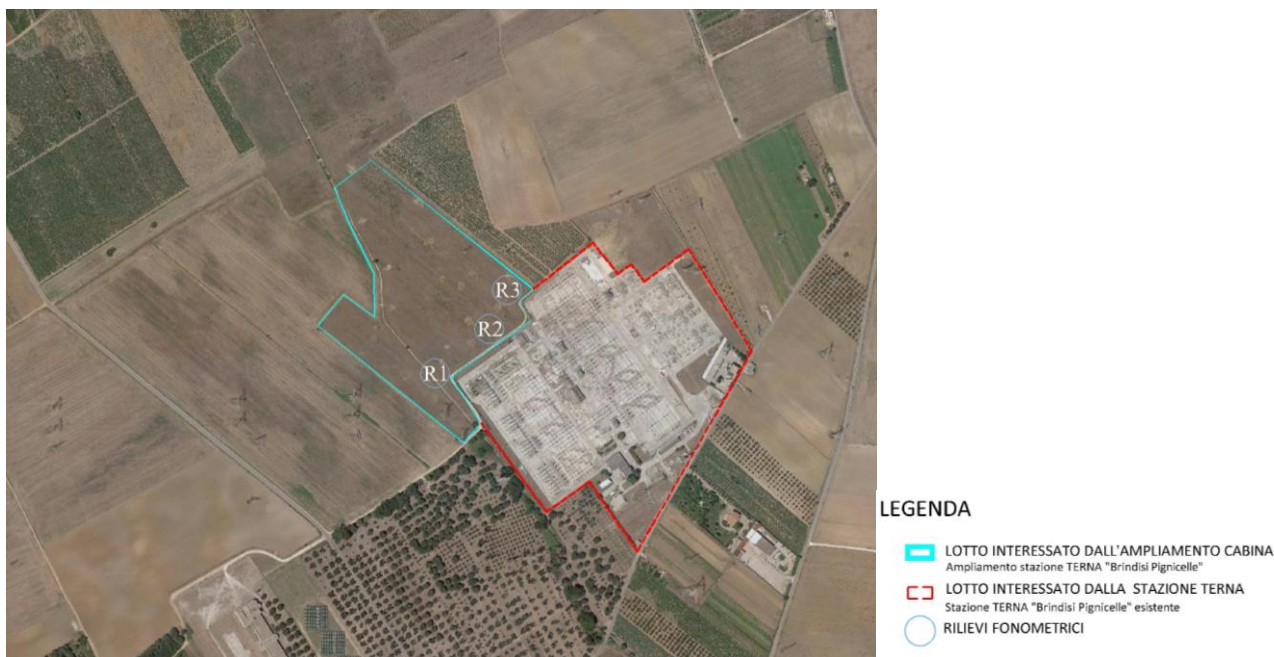 R3
R2
R1
LEGENDA
LOTTO INTERESSATO DALL'AMPLIAMENTO CABINA
Ampliamento stazione TERNA "Brindisi Pignicelle"
LOTTO INTERESSATO DALLA STAZIONE TERNA
Stazione TERNA "Brindisi Pignicelle" esistente
RILIEVI FONOMETRICI